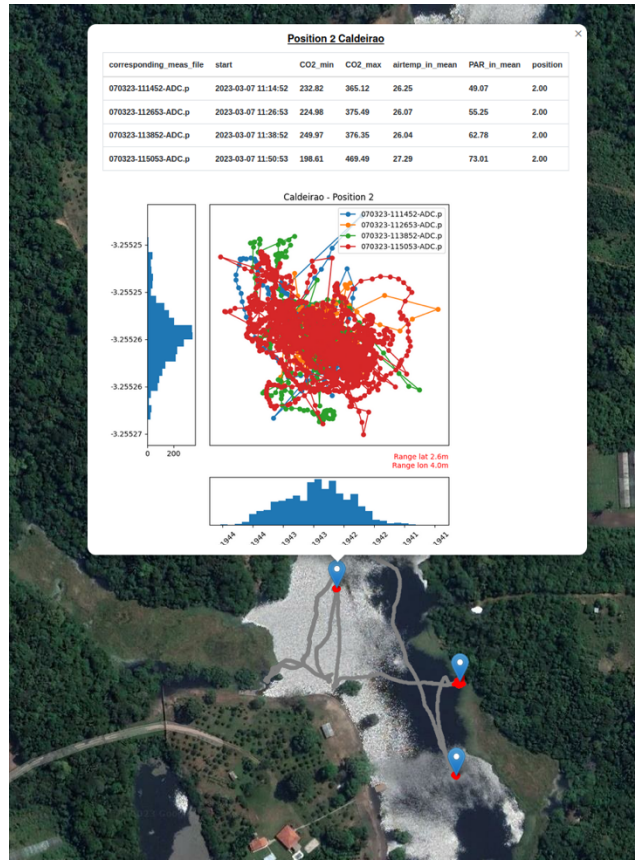 ×
Position 2 Caldeirao
corresponding_meas_file start CO2_min CO2_max airtemp_in_mean PAR_in_mean position
070323-111452-ADC.p 2023-03-07 11:14:52 232.82 365.12 26.25 49.07 2.00
070323-112653-ADC.p 2023-03-07 11:26:53 224.98 375.49 26.07 55.25 2.00
070323-113852-ADC.p 2023-03-07 11:38:52 249.97 376.35 26.04 62.78 2.00
070323-115053-ADC.p 2023-03-07 11:50:53 198.61 469.49 27.29 73.01 2.00
Caldeirao - Position 2
070323-111452-ADC.p
070323-112653-ADC.p
070323-113852-ADC.p
070323-115053-ADC.p
-3.25525
-3.25525
-3.25526
-3.25526
-3.25527
0 200
Range lat 2.6m
Range lon 4.0m
1944 1944 1943 1943 1942 1942 1941 1941